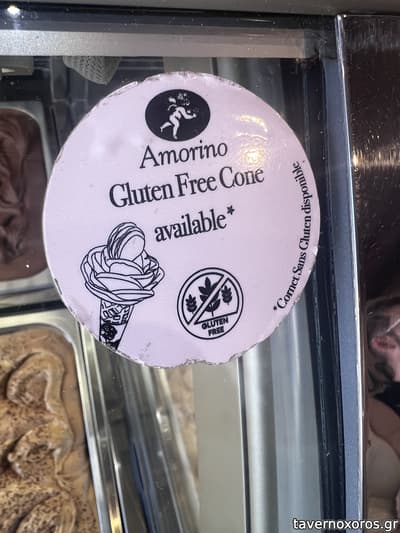 Amorino
Gluten Free Cone
available*
GLUTEN
FREE
*Cornet Sans Gluten disponible
tavernoxoros.gr